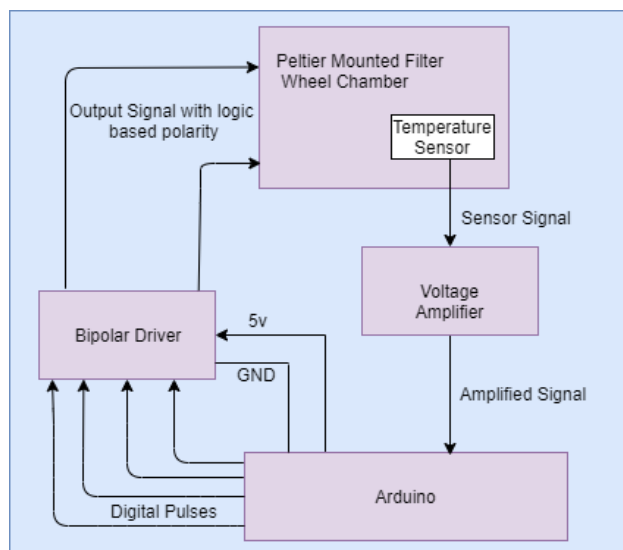 Peltier Mounted Filter
Wheel Chamber
Output Signal with logic
based polarity
Temperature
Sensor
Sensor Signal
Voltage
Amplifier
5v
Bipolar Driver
GND
Amplified Signal
Arduino
Digital Pulses